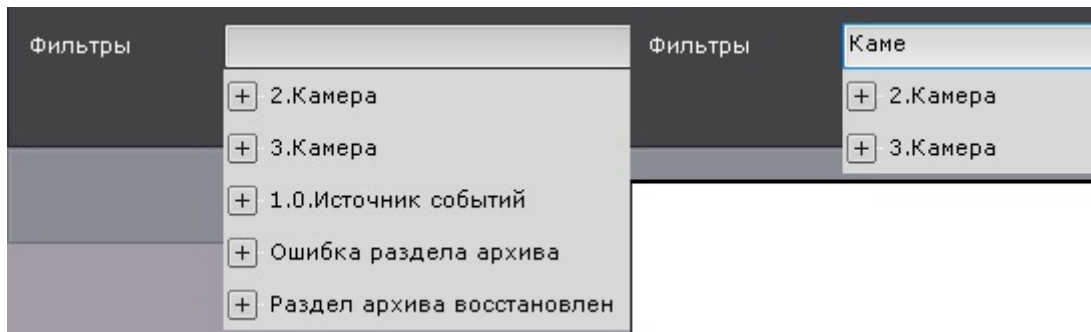 Фильтры
2.Камера
3.Камера
1.0.Источник событий
Ошибка раздела архива
Раздел архива восстановлен
Фильтры
Каме
2.Камера
3.Камера